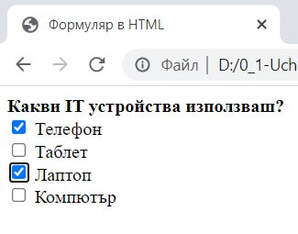 Формуляр в HTML
Файл | D:/0_1-Uch
Какви IT устройства използваш?
Телефон
Таблет
Лаптоп
Компютър